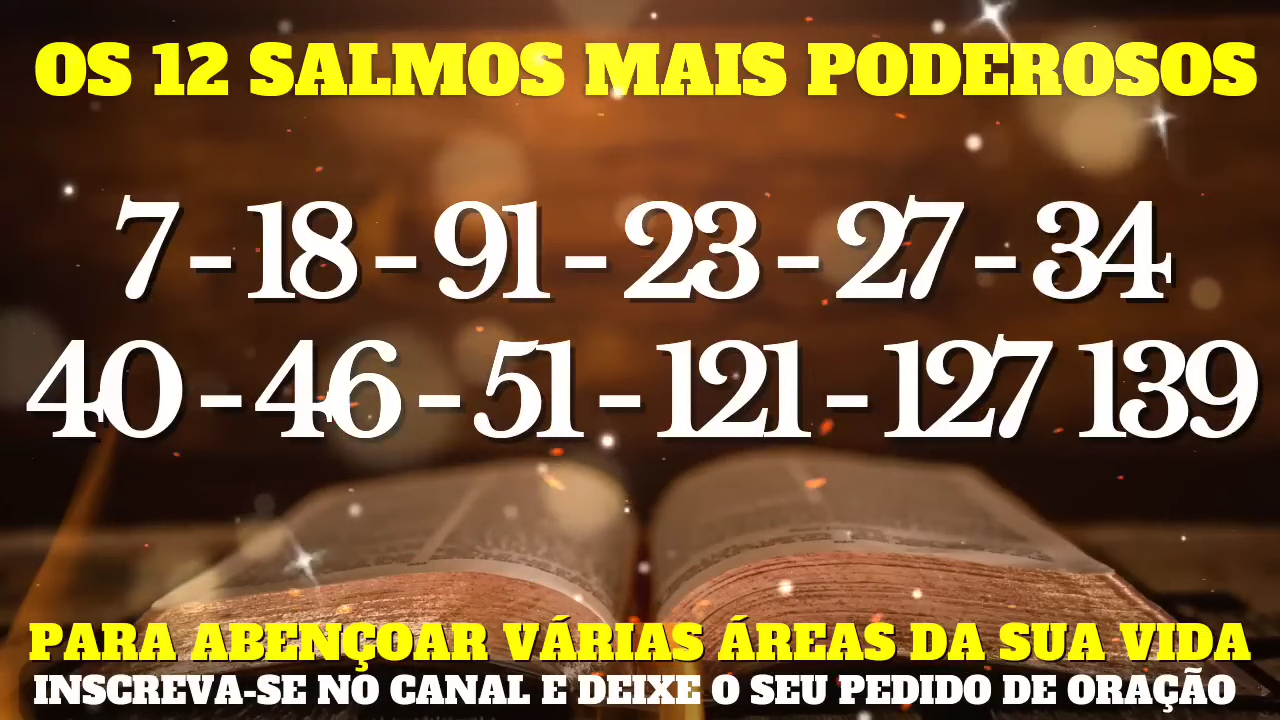 OS 12 SALMOS MAIS PODEROSOS
7 - 18 - 91 - 23 - 27 - 34
40 - 46 - 51 - 121 - 127 139
PARA ABENÇOAR VÁRIAS ÁREAS DA SUA VIDA
INSCREVA-SE NO CANAL E DEIXE O SEU PEDIDO DE ORAÇÃO